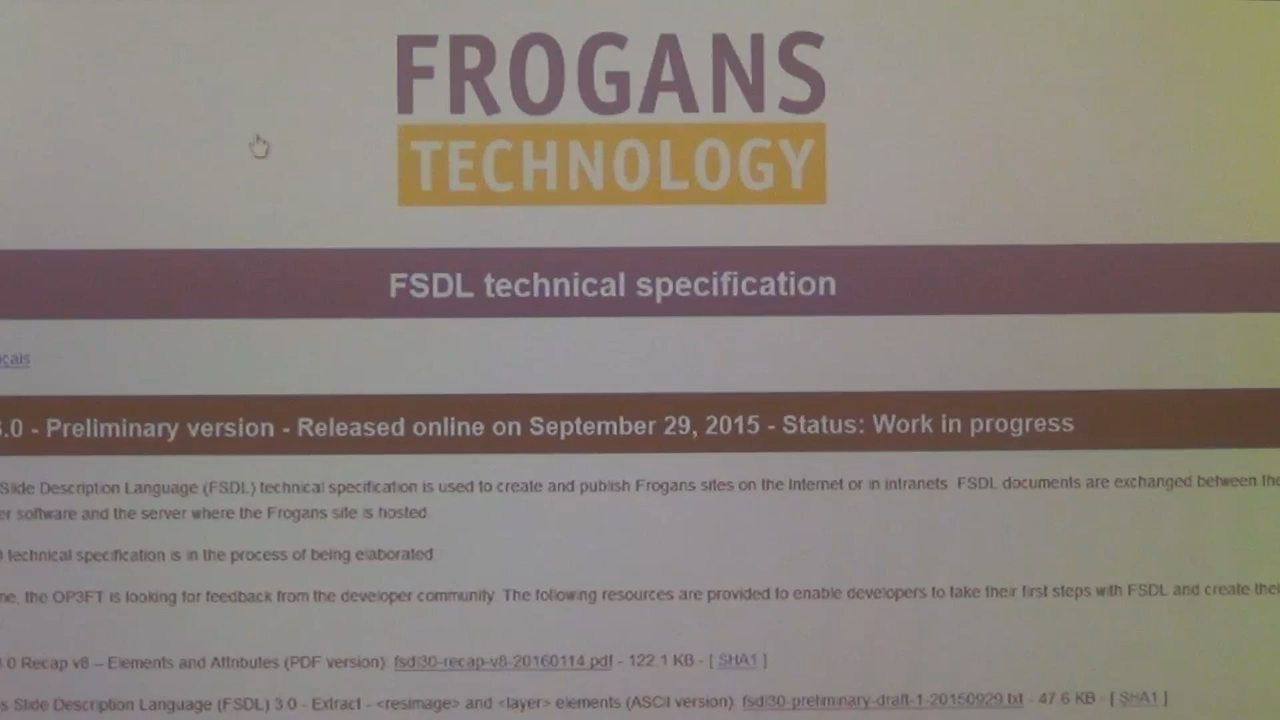 FROGANS
TECHNOLOGY
FSDL technical specification
çais
.0 - Preliminary version - Released online on September 29, 2015 - Status: Work in progress
Slide Description Language (FSDL) technical specification is used to create and publish Frogans sites on the Internet or in intranets. FSDL documents are exchanged between the
er software and the server where the Frogans site is hosted.
technical specification is in the process of being elaborated.
me, the OP3FT is looking for feedback from the developer community. The following resources are provided to enable developers to take their first steps with FSDL and create their
.0 Recap v8 – Elements and Attributes (PDF version): fsdl30-recap-v8-20160114.pdf - 122.1 KB - [ SHA1 ]
s Slide Description Language (FSDL) 3.0 - Extract - <resimage> and <layer> elements (ASCII version): fsdl30-preliminary-draft-1-20150929.txt - 47.6 KB - [ SHA1 ]